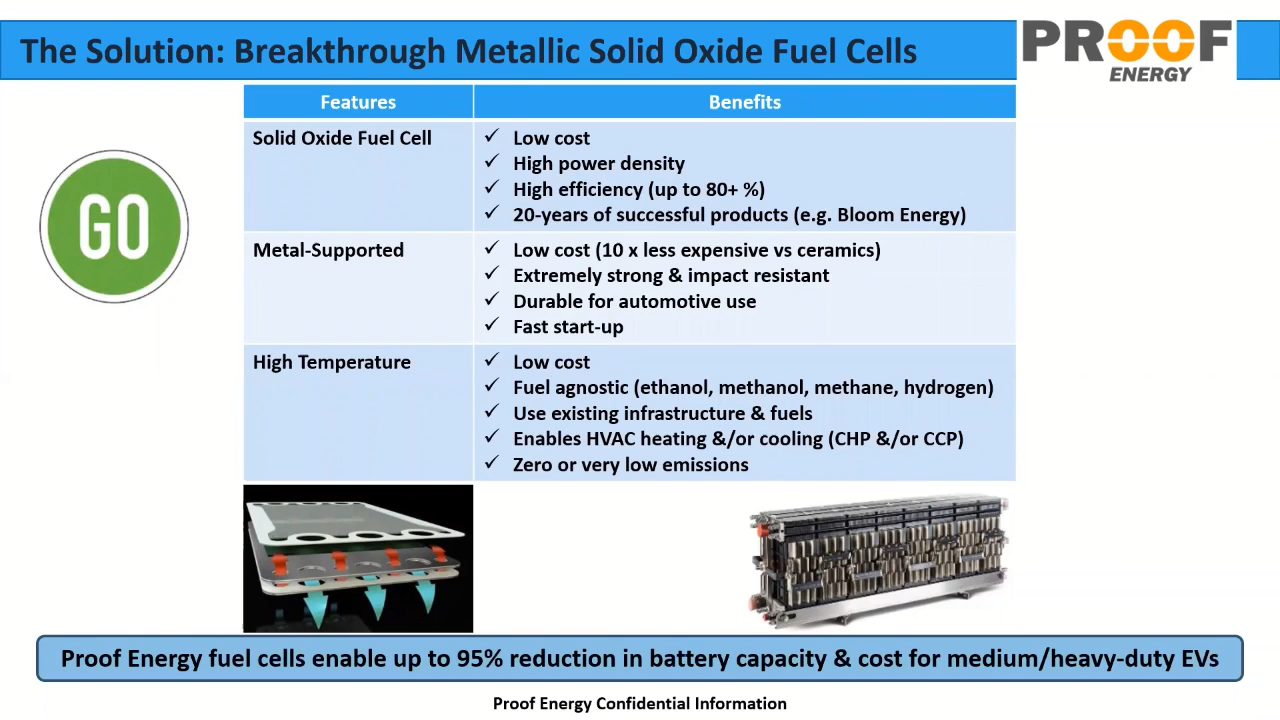 The Solution: Breakthrough Metallic Solid Oxide Fuel Cells
PROOF
ENERGY
Features
Benefits
GO
Solid Oxide Fuel Cell
✓ Low cost
✓ High power density
✓ High efficiency (up to 80+ %)
✓ 20-years of successful products (e.g. Bloom Energy)
Metal-Supported
✓ Low cost (10 x less expensive vs ceramics)
✓ Extremely strong & impact resistant
✓ Durable for automotive use
✓ Fast start-up
High Temperature
✓ Low cost
✓ Fuel agnostic (ethanol, methanol, methane, hydrogen)
✓ Use existing infrastructure & fuels
✓ Enables HVAC heating &/or cooling (CHP &/or CCP)
✓ Zero or very low emissions
Proof Energy fuel cells enable up to 95% reduction in battery capacity & cost for medium/heavy-duty EVs
Proof Energy Confidential Information